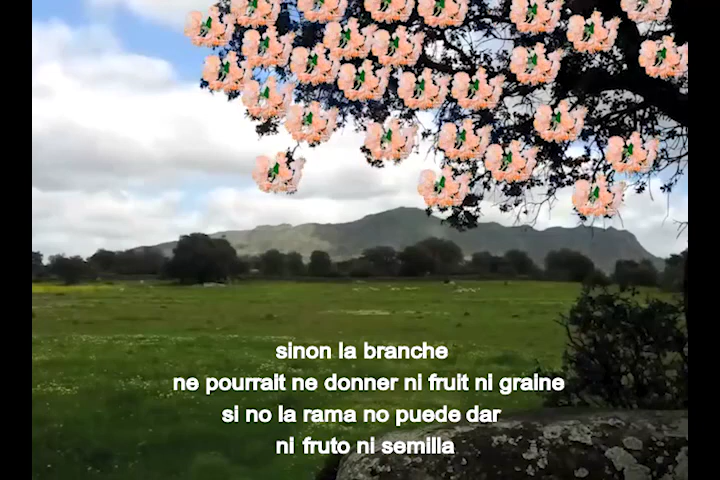 sinon la branche
ne pourrait ne donner ni fruit ni graine
si no la rama no puede dar
ni fruto ni semilla